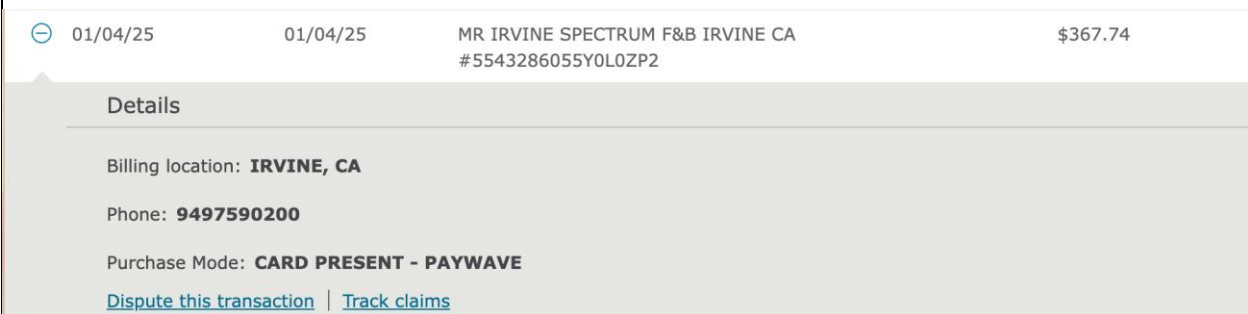 01/04/25 01/04/25 MR IRVINE SPECTRUM F&B IRVINE CA $367.74
#5543286055Y0L0ZP2
Details
Billing location: IRVINE, CA
Phone: 9497590200
Purchase Mode: CARD PRESENT - PAYWAVE
Dispute this transaction | Track claims